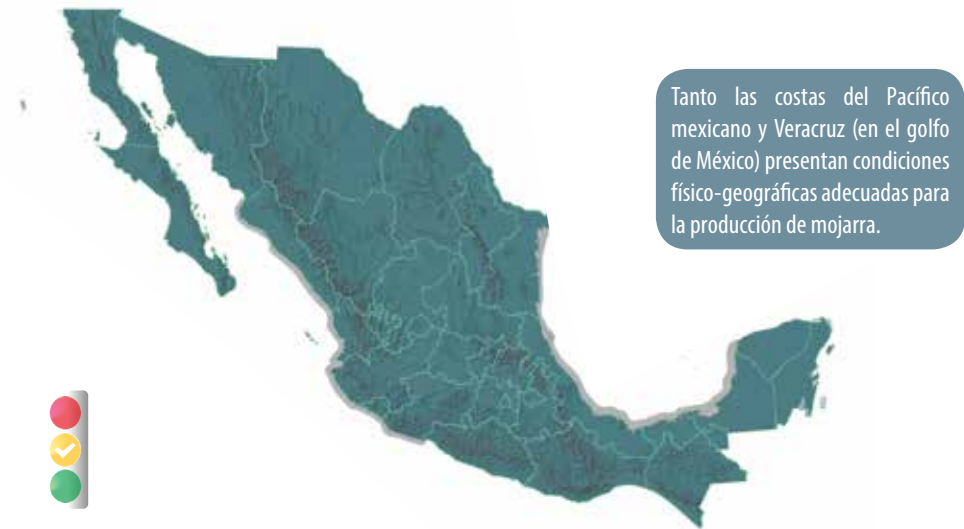 Tanto las costas del Pacífico
mexicano y Veracruz (en el golfo
de México) presentan condiciones
físico-geográficas adecuadas para
la producción de mojarra.